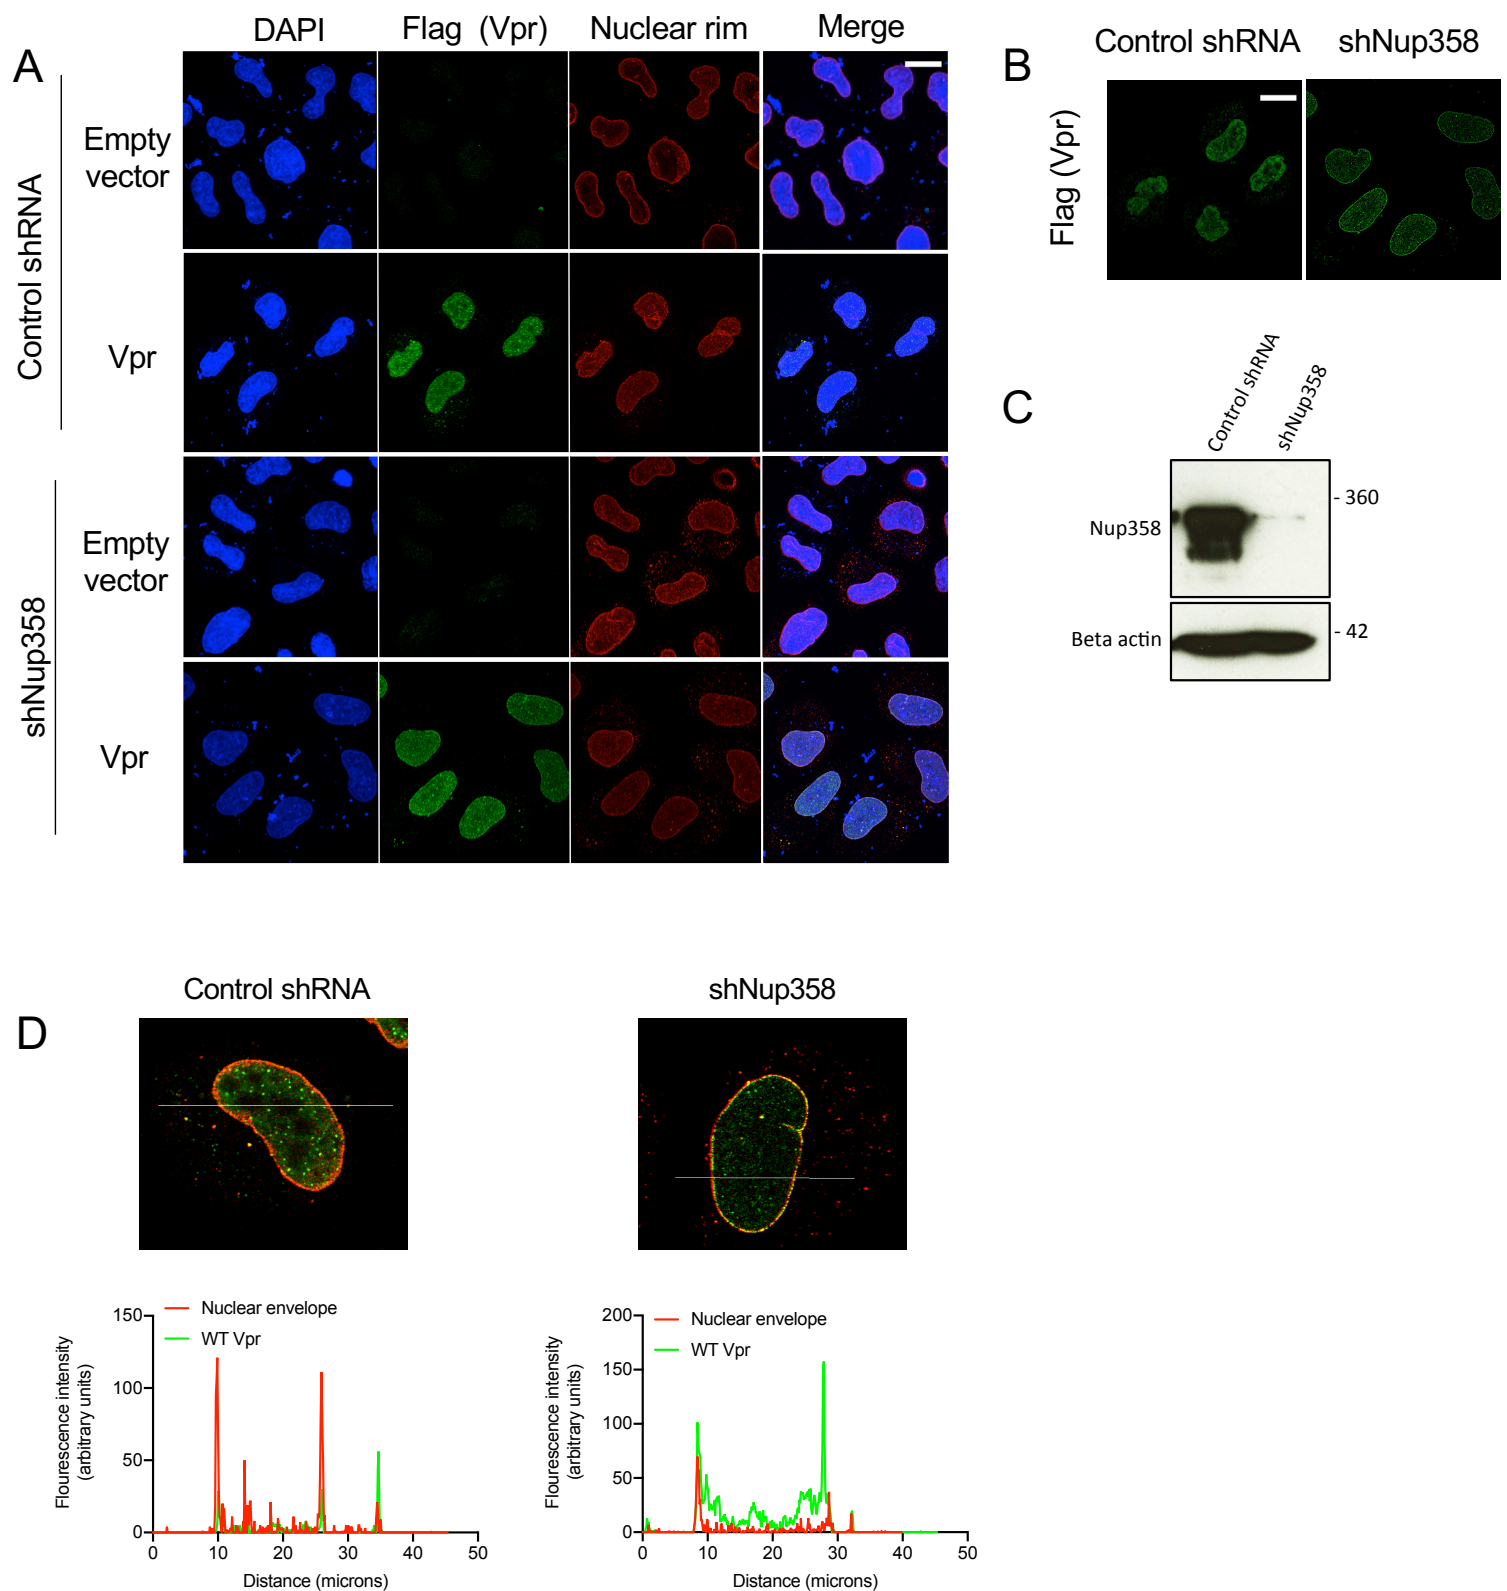 A
DAPI
Flag (Vpr)
Nuclear rim
Merge
Control shRNA
Empty
vector
Vpr
shNup358
Empty
vector
Vpr
B
Control shRNA
shNup358
Flag (Vpr)
C
Control shRNA
shNup358
Nup358
- 360
Beta actin
- 42
D
Control shRNA
shNup358
Flourescence intensity
(arbitrary units)
150
100
50
0
Nuclear envelope
WT Vpr
0 10 20 30 40 50
Distance (microns)
Flourescence intensity
(arbitrary units)
200
150
100
50
0
Nuclear envelope
WT Vpr
0 10 20 30 40 50
Distance (microns)